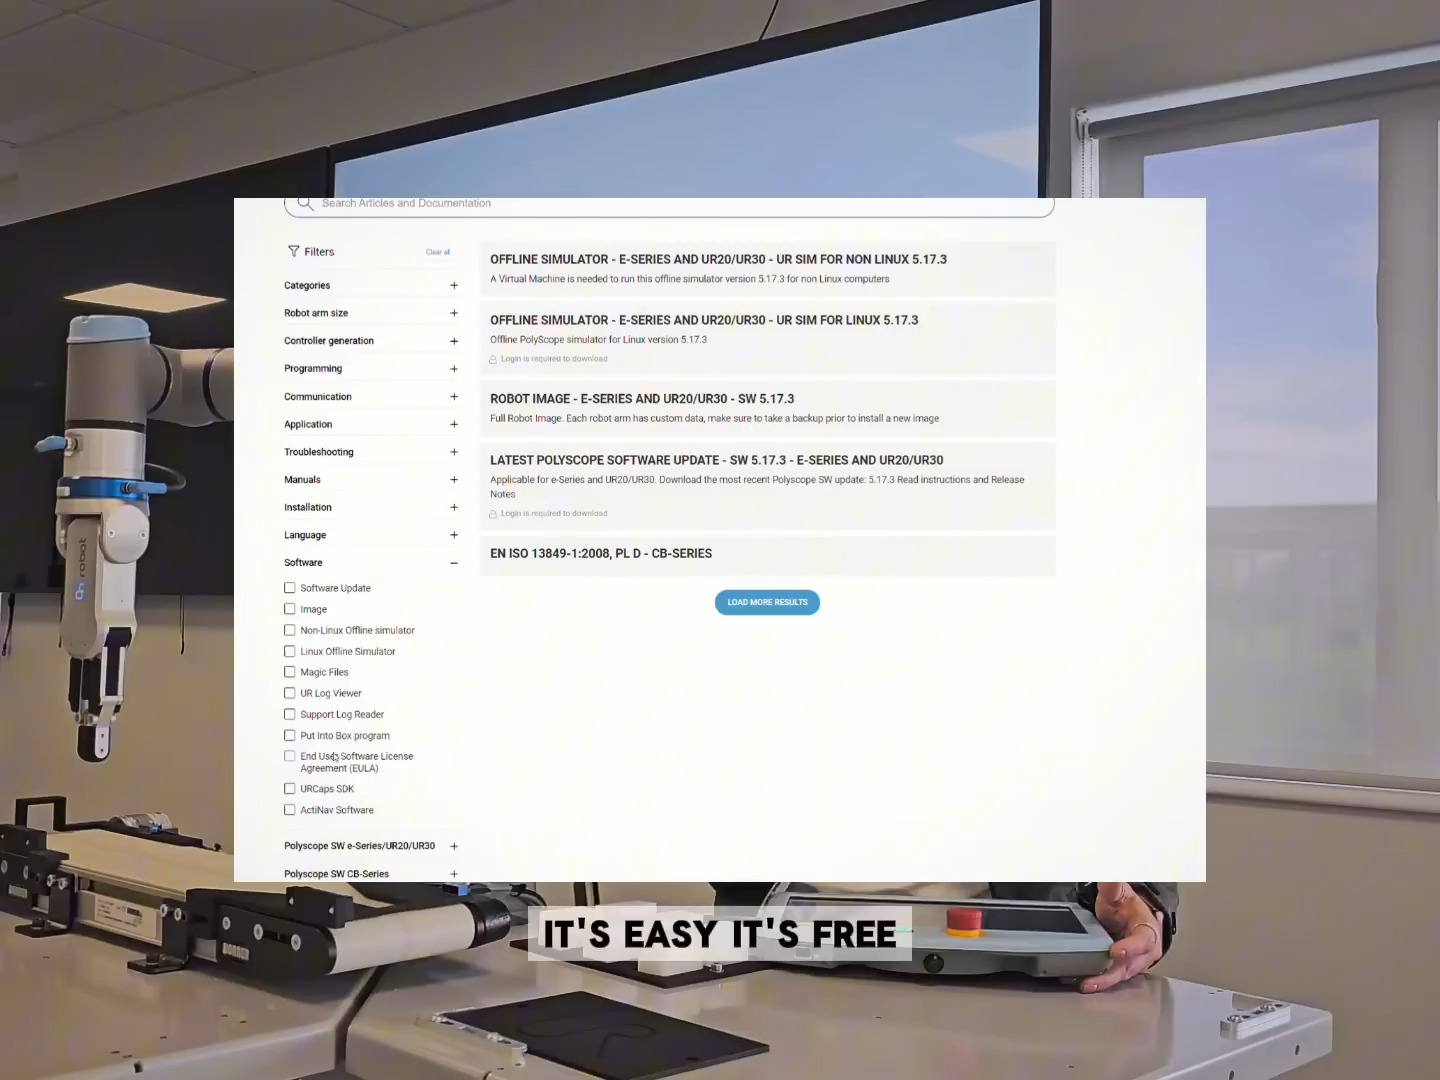 Search Articles and Documentation
Filters
Clear all
Categories
Robot arm size
Controller generation
Programming
Communication
Application
Troubleshooting
Manuals
Installation
Language
Software
Software Update
Image
Non-Linux Offline simulator
Linux Offline Simulator
Magic Files
UR Log Viewer
Support Log Reader
Put Into Box program
End User Software License
Agreement (EULA)
URCaps SDK
ActiNav Software
Polyscope SW e-Series/UR20/UR30
Polyscope SW CB-Series
OFFLINE SIMULATOR - E-SERIES AND UR20/UR30 - UR SIM FOR NON LINUX 5.17.3
A Virtual Machine is needed to run this offline simulator version 5.17.3 for non Linux computers
OFFLINE SIMULATOR - E-SERIES AND UR20/UR30 - UR SIM FOR LINUX 5.17.3
Offline PolyScope simulator for Linux version 5.17.3
Login is required to download
ROBOT IMAGE - E-SERIES AND UR20/UR30 - SW 5.17.3
Full Robot Image. Each robot arm has custom data, make sure to take a backup prior to install a new image
LATEST POLYSCOPE SOFTWARE UPDATE - SW 5.17.3 - E-SERIES AND UR20/UR30
Applicable for e-Series and UR20/UR30. Download the most recent Polyscope SW update: 5.17.3 Read instructions and Release
Notes
Login is required to download
EN ISO 13849-1:2008, PL D - CB-SERIES
LOAD MORE RESULTS
onrobot
IT'S EASY IT'S FREE